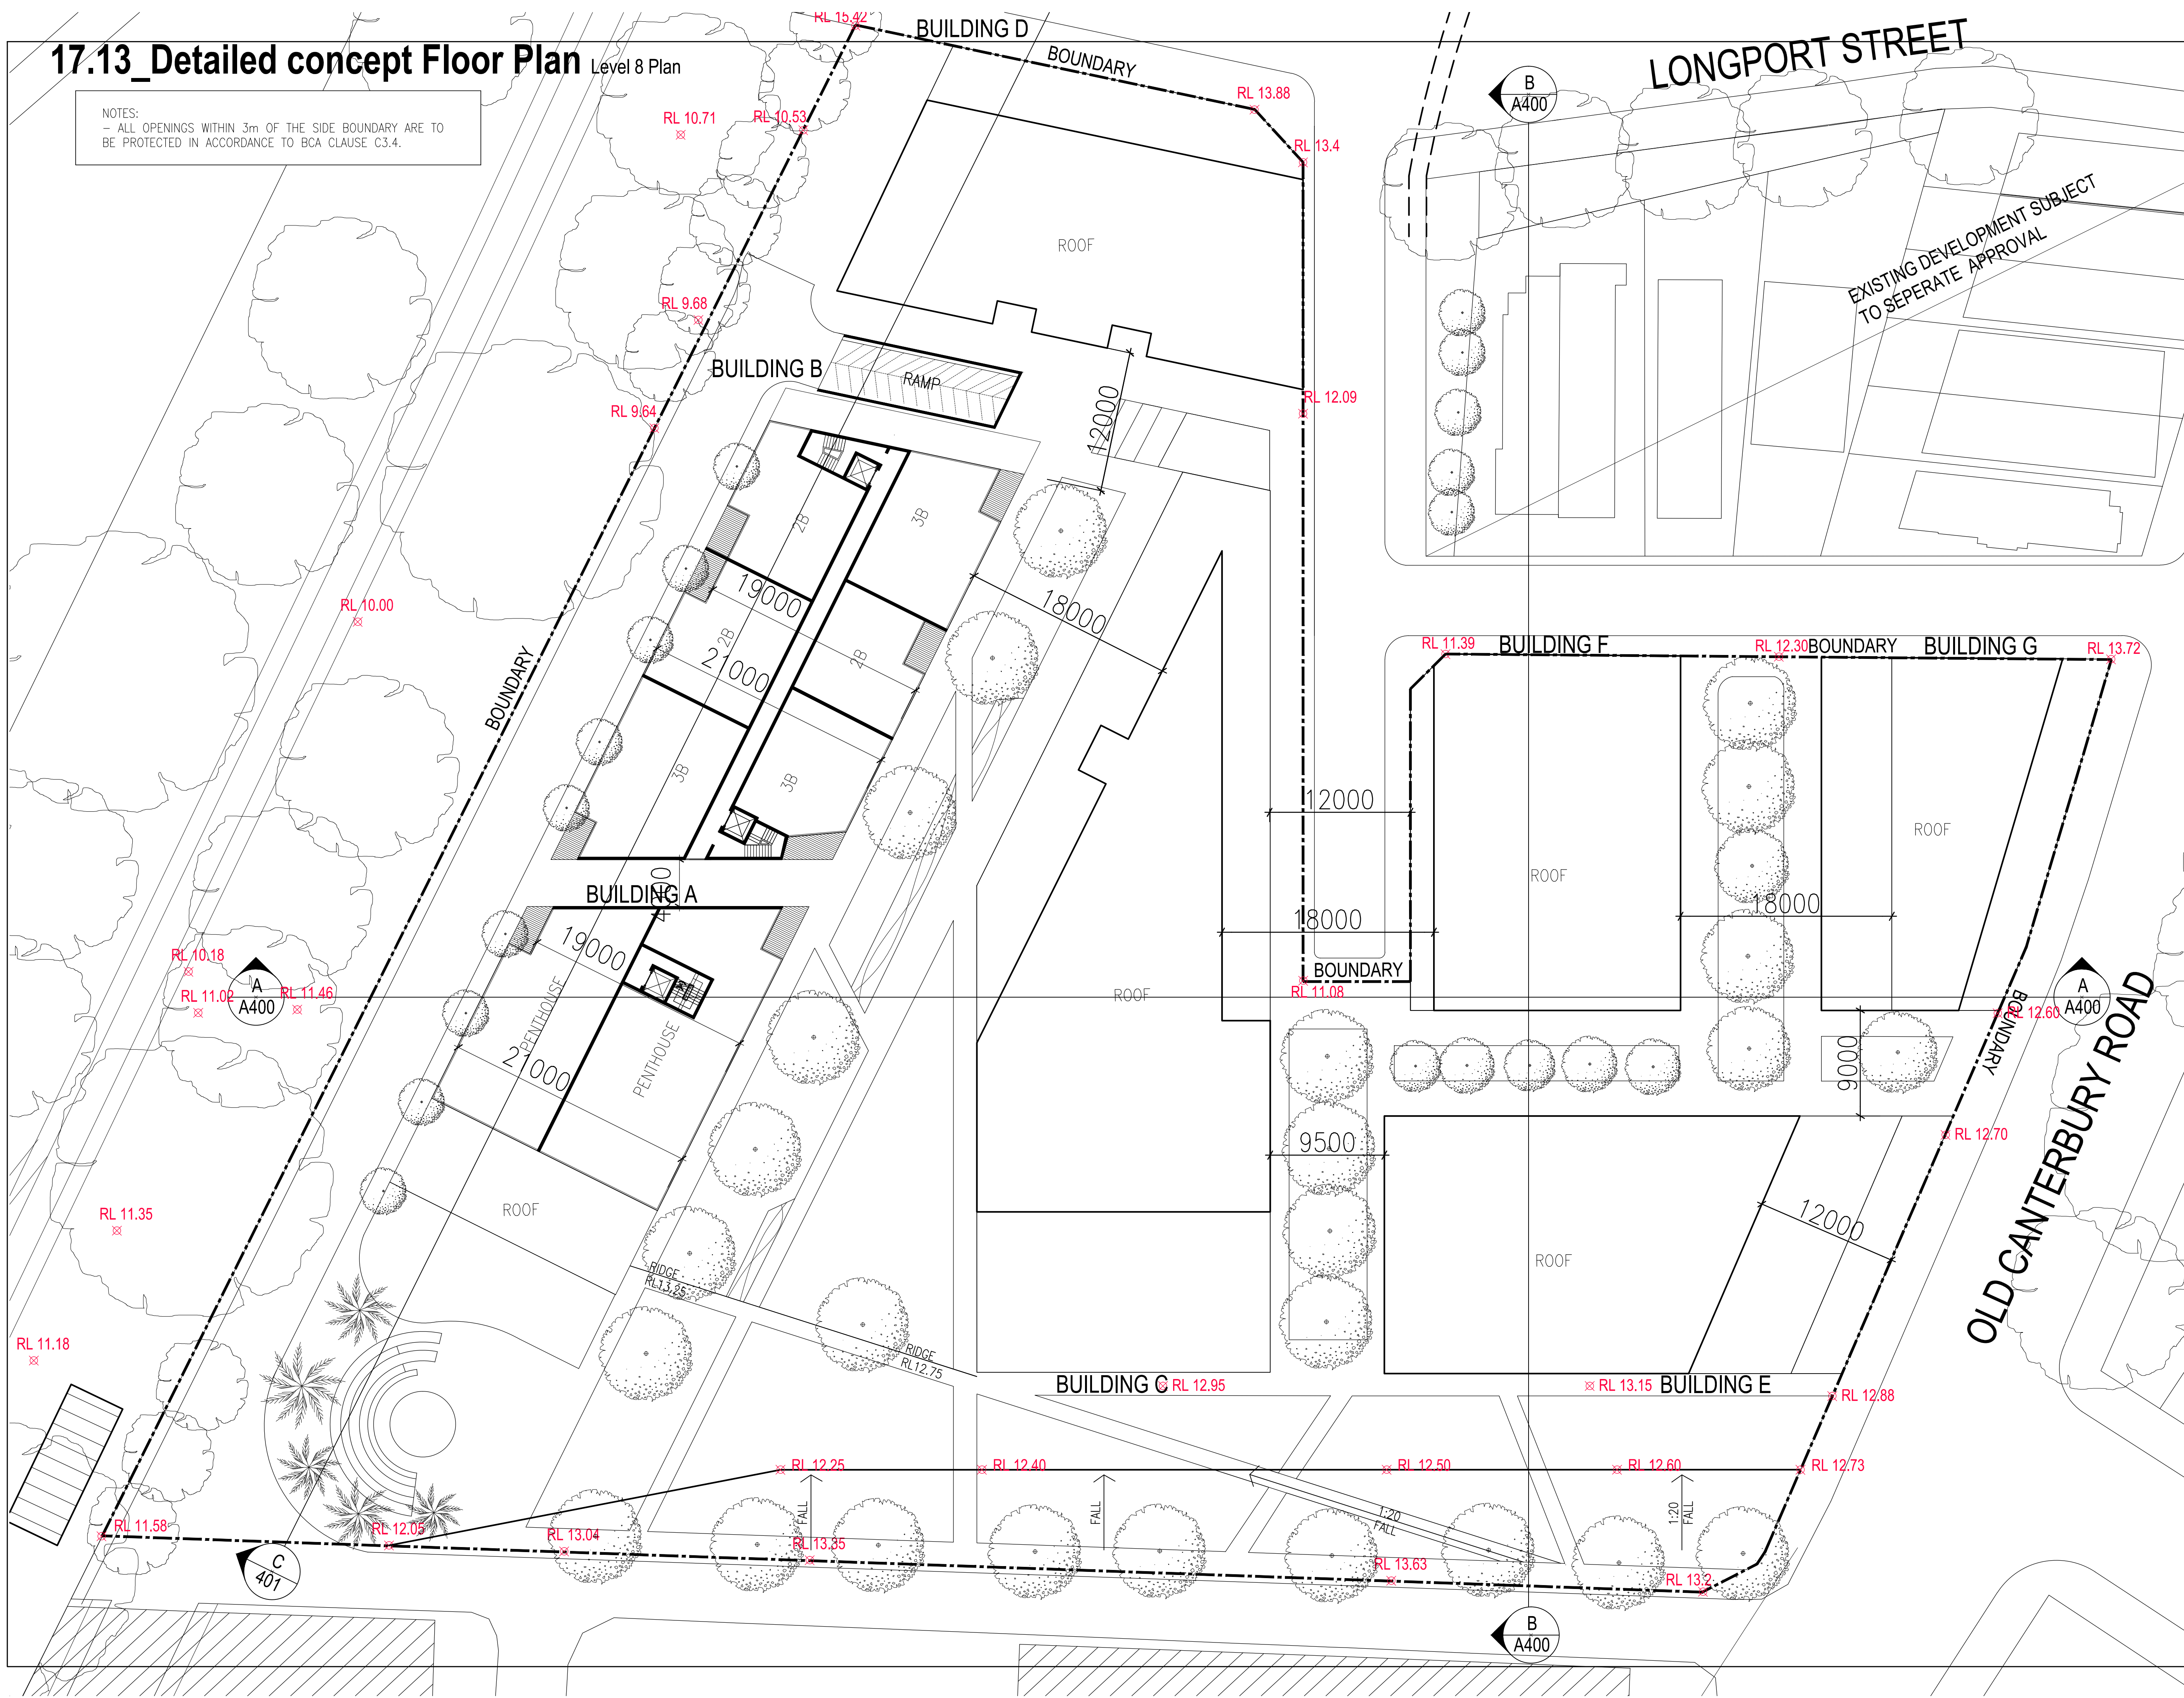 17.13_Detailed concept Floor Plan Level 8 Plan
NOTES:
– ALL OPENINGS WITHIN 3m OF THE SIDE BOUNDARY ARE TO
BE PROTECTED IN ACCORDANCE TO BCA CLAUSE C3.4.
RL 15.42
BUILDING D
BOUNDARY
LONGPORT STREET
B
A400
RL 13.88
RL 10.71
RL 10.53
RL 13.4
ROOF
EXISTING DEVELOPMENT SUBJECT
TO SEPERATE APPROVAL
RL 9.68
BUILDING B
RAMP
RL 9.64
12000
RL 12.09
2B
3B
19000
18000
RL 10.00
2B
2B
21000
BOUNDARY
3B
3B
RL 11.39
BUILDING F
RL 12.30
BOUNDARY
BUILDING G
RL 13.72
12000
ROOF
ROOF
BUILDING A
18000
18000
19000
PENTHOUSE
PENTHOUSE
21000
RL 10.18
RL 11.02
A
A400
RL 11.46
ROOF
BOUNDARY
RL 11.08
A
A400
RL 12.60
BOUNDARY
OLD CANTERBURY ROAD
9000
9500
RL 12.70
12000
RL 11.35
ROOF
ROOF
RIDGE
RL13.25
RIDGE
RL12.75
RL 11.18
BUILDING C
RL 12.95
RL 13.15
BUILDING E
RL 12.88
RL 12.25
RL 12.40
RL 12.50
RL 12.60
RL 12.73
FALL
FALL
1:20
FALL
1:20
FALL
RL 11.58
RL 12.05
RL 13.04
RL 13.35
RL 13.63
RL 13.2
C
401
B
A400